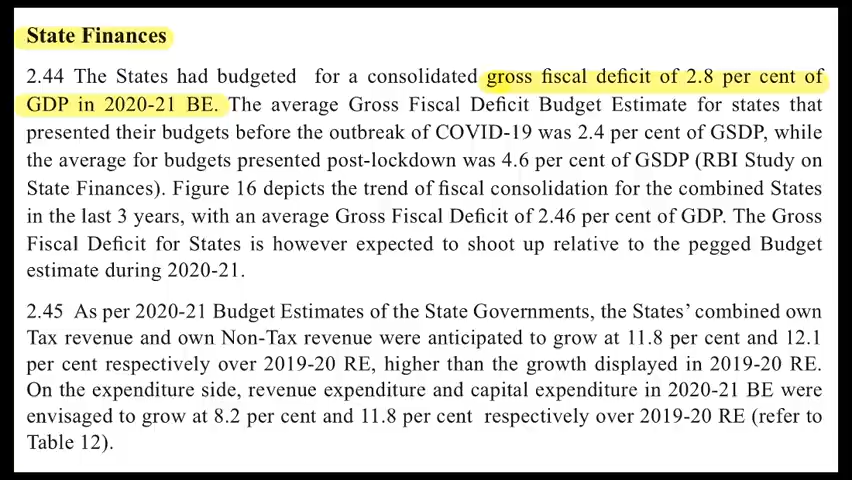 State Finances
2.44 The States had budgeted for a consolidated gross fiscal deficit of 2.8 per cent of
GDP in 2020-21 BE. The average Gross Fiscal Deficit Budget Estimate for states that
presented their budgets before the outbreak of COVID-19 was 2.4 per cent of GSDP, while
the average for budgets presented post-lockdown was 4.6 per cent of GSDP (RBI Study on
State Finances). Figure 16 depicts the trend of fiscal consolidation for the combined States
in the last 3 years, with an average Gross Fiscal Deficit of 2.46 per cent of GDP. The Gross
Fiscal Deficit for States is however expected to shoot up relative to the pegged Budget
estimate during 2020-21.
2.45 As per 2020-21 Budget Estimates of the State Governments, the States' combined own
Tax revenue and own Non-Tax revenue were anticipated to grow at 11.8 per cent and 12.1
per cent respectively over 2019-20 RE, higher than the growth displayed in 2019-20 RE.
On the expenditure side, revenue expenditure and capital expenditure in 2020-21 BE were
envisaged to grow at 8.2 per cent and 11.8 per cent respectively over 2019-20 RE (refer to
Table 12).